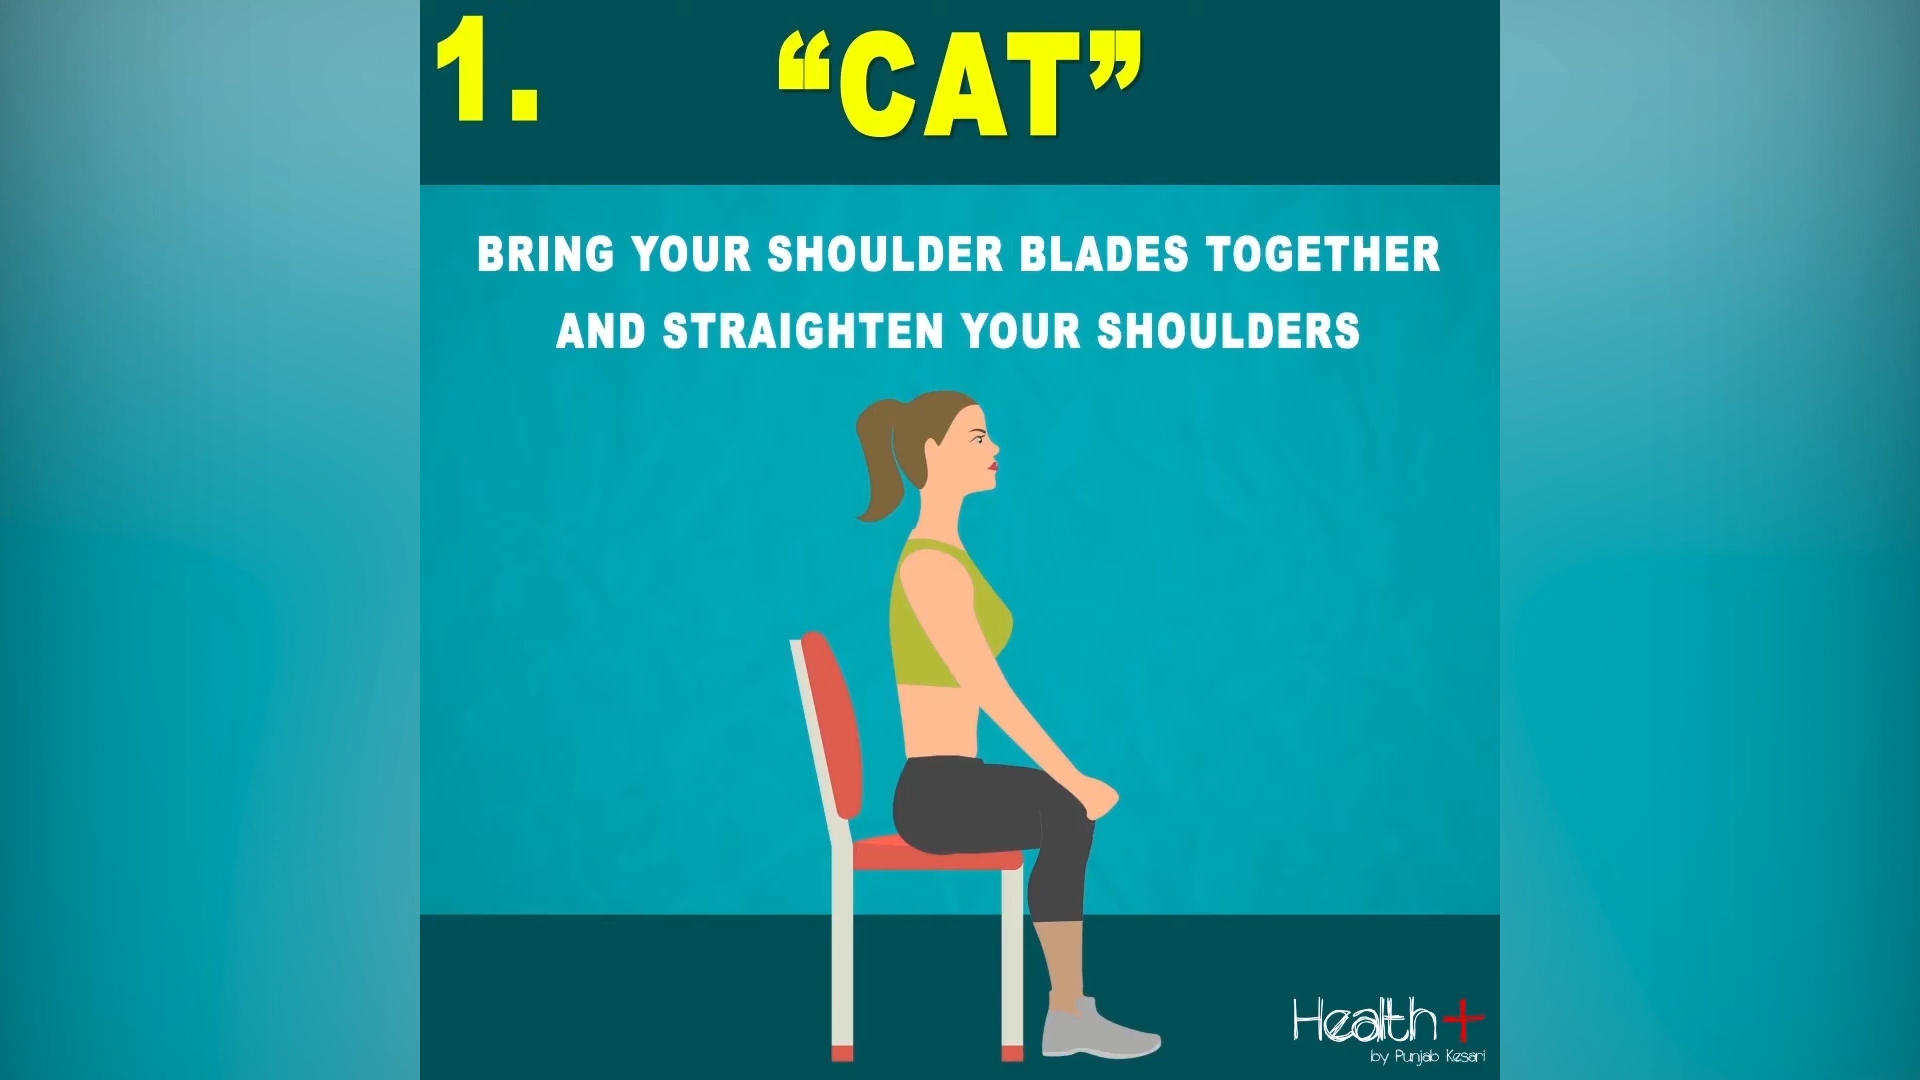 1. “CAT”
BRING YOUR SHOULDER BLADES TOGETHER
AND STRAIGHTEN YOUR SHOULDERS
Health+
by Punjab Kesari